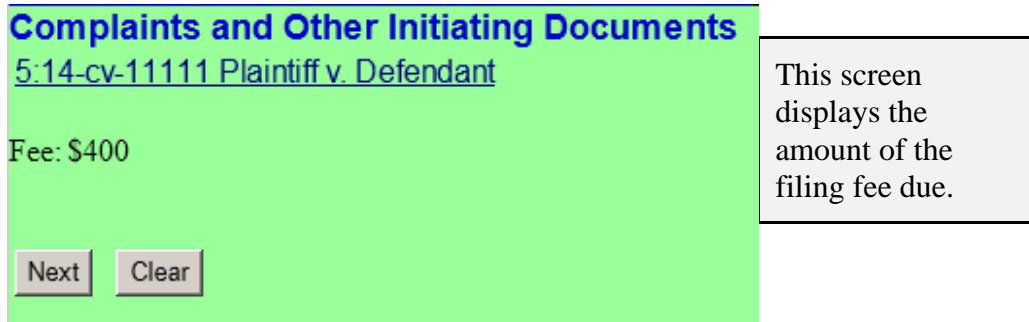 Complaints and Other Initiating Documents
5:14-cv-11111 Plaintiff v. Defendant
Fee: $400
Next Clear
This screen
displays the
amount of the
filing fee due.